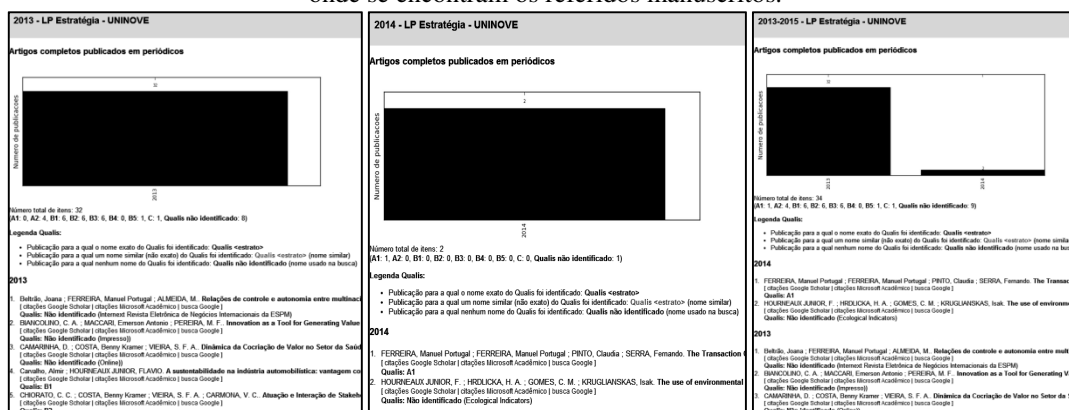 onde se encontram os referidos manuscritos.
2013 - LP Estratégia - UNINOVE
Artigos completos publicados em periódicos
Numero de publicacoes
2013
Número total de itens: 32
(A1: 0, A2: 4, B1: 6, B2: 6, B3: 6, B4: 0, B5: 1, C: 1, Qualis não identificado: 8)
Legenda Qualis:
• Publicação para a qual o nome exato do Qualis foi identificado: Qualis <estrato>
• Publicação para a qual um nome similar (não exato) do Qualis foi identificado: Qualis <estrato> (nome similar)
• Publicação para a qual nenhum nome do Qualis foi identificado: Qualis não identificado (nome usado na busca)
2013
1. Beltrão, Joana ; FERREIRA, Manuel Portugal ; ALMEIDA, M.. Relações de controle e autonomia entre multinaci
[ citações Google Scholar | citações Microsoft Acadêmico | busca Google ]
Qualis: Não identificado (Internext Revista Eletrônica de Negócios Internacionais da ESPM)
2. BIANCOLINO, C. A. ; MACCARI, Emerson Antonio ; PEREIRA, M. F.. Innovation as a Tool for Generating Value
[ citações Google Scholar | citações Microsoft Acadêmico | busca Google ]
Qualis: Não identificado (Impresso))
3. CAMARINHA, D. ; COSTA, Benny Kramer ; VIEIRA, S. F. A.. Dinâmica da Cocriação de Valor no Setor da Saúd
[ citações Google Scholar | citações Microsoft Acadêmico | busca Google ]
Qualis: Não identificado (Online))
4. Carvalho, Almir ; HOURNEAUX JUNIOR, FLAVIO. A sustentabilidade na indústria automobilística: vantagem co
[ citações Google Scholar | citações Microsoft Acadêmico | busca Google ]
Qualis: B1
5. CHIORATO, C. C. ; COSTA, Benny Kramer ; VIEIRA, S. F. A. ; CARMONA, V. C.. Atuação e Interação de Stakeh
[ citações Google Scholar | citações Microsoft Acadêmico | busca Google ]
2014 - LP Estratégia - UNINOVE
Artigos completos publicados em periódicos
2
Numero de publicacoes
2014
Número total de itens: 2
(A1: 1, A2: 0, B1: 0, B2: 0, B3: 0, B4: 0, B5: 0, C: 0, Qualis não identificado: 1)
Legenda Qualis:
• Publicação para a qual o nome exato do Qualis foi identificado: Qualis <estrato>
• Publicação para a qual um nome similar (não exato) do Qualis foi identificado: Qualis <estrato> (nome similar)
• Publicação para a qual nenhum nome do Qualis foi identificado: Qualis não identificado (nome usado na busca)
2014
1. FERREIRA, Manuel Portugal ; FERREIRA, Manuel Portugal ; PINTO, Claudia ; SERRA, Fernando. The Transaction
[ citações Google Scholar | citações Microsoft Acadêmico | busca Google ]
Qualis: A1
2. HOURNEAUX JUNIOR, F. ; HRDLICKA, H. A. ; GOMES, C. M. ; KRUGLIANSKAS, Isak. The use of environmental
[ citações Google Scholar | citações Microsoft Acadêmico | busca Google ]
Qualis: Não identificado (Ecological Indicators)
2013-2015 - LP Estratégia - UNINOVE
Artigos completos publicados em periódicos
Numero de publicacoes
2013
2014
Número total de itens: 34
(A1: 1, A2: 4, B1: 6, B2: 6, B3: 6, B4: 0, B5: 1, C: 1, Qualis não identificado: 9)
Legenda Qualis:
• Publicação para a qual o nome exato do Qualis foi identificado: Qualis <estrato>
• Publicação para a qual um nome similar (não exato) do Qualis foi identificado: Qualis <estrato> (nome simila
• Publicação para a qual nenhum nome do Qualis foi identificado: Qualis não identificado (nome usado na bus
2014
1. FERREIRA, Manuel Portugal ; FERREIRA, Manuel Portugal ; PINTO, Claudia ; SERRA, Fernando. The Transac
[ citações Google Scholar | citações Microsoft Acadêmico | busca Google ]
Qualis: A1
2. HOURNEAUX JUNIOR, F. ; HRDLICKA, H. A. ; GOMES, C. M. ; KRUGLIANSKAS, Isak. The use of environme
[ citações Google Scholar | citações Microsoft Acadêmico | busca Google ]
Qualis: Não identificado (Ecological Indicators)
2013
1. Beltrão, Joana ; FERREIRA, Manuel Portugal ; ALMEIDA, M.. Relações de controle e autonomia entre multi
[ citações Google Scholar | citações Microsoft Acadêmico | busca Google ]
Qualis: Não identificado (Internext Revista Eletrônica de Negócios Internacionais da ESPM)
2. BIANCOLINO, C. A. ; MACCARI, Emerson Antonio ; PEREIRA, M. F.. Innovation as a Tool for Generating Va
[ citações Google Scholar | citações Microsoft Acadêmico | busca Google ]
Qualis: Não identificado (Impresso))
3. CAMARINHA, D. ; COSTA, Benny Kramer ; VIEIRA, S. F. A.. Dinâmica da Cocriação de Valor no Setor da S
[ citações Google Scholar | citações Microsoft Acadêmico | busca Google ]